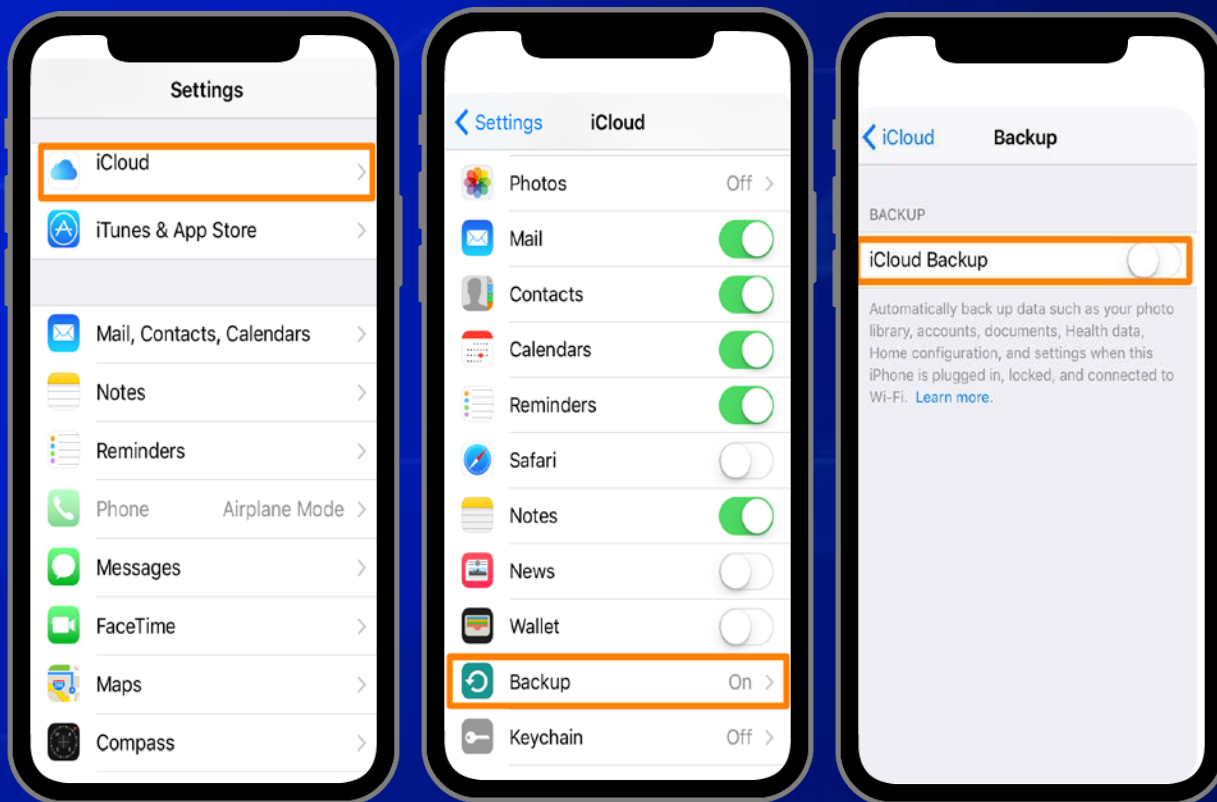 Settings
iCloud
iTunes & App Store
Mail, Contacts, Calendars
Notes
Reminders
Phone Airplane Mode
Messages
FaceTime
Maps
Compass
Settings iCloud
Photos Off
Mail
Contacts
Calendars
Reminders
Safari
Notes
News
Wallet
Backup On
Keychain Off
iCloud Backup
BACKUP
iCloud Backup
Automatically back up data such as your photo
library, accounts, documents, Health data,
Home configuration, and settings when this
iPhone is plugged in, locked, and connected to
Wi-Fi. Learn more.